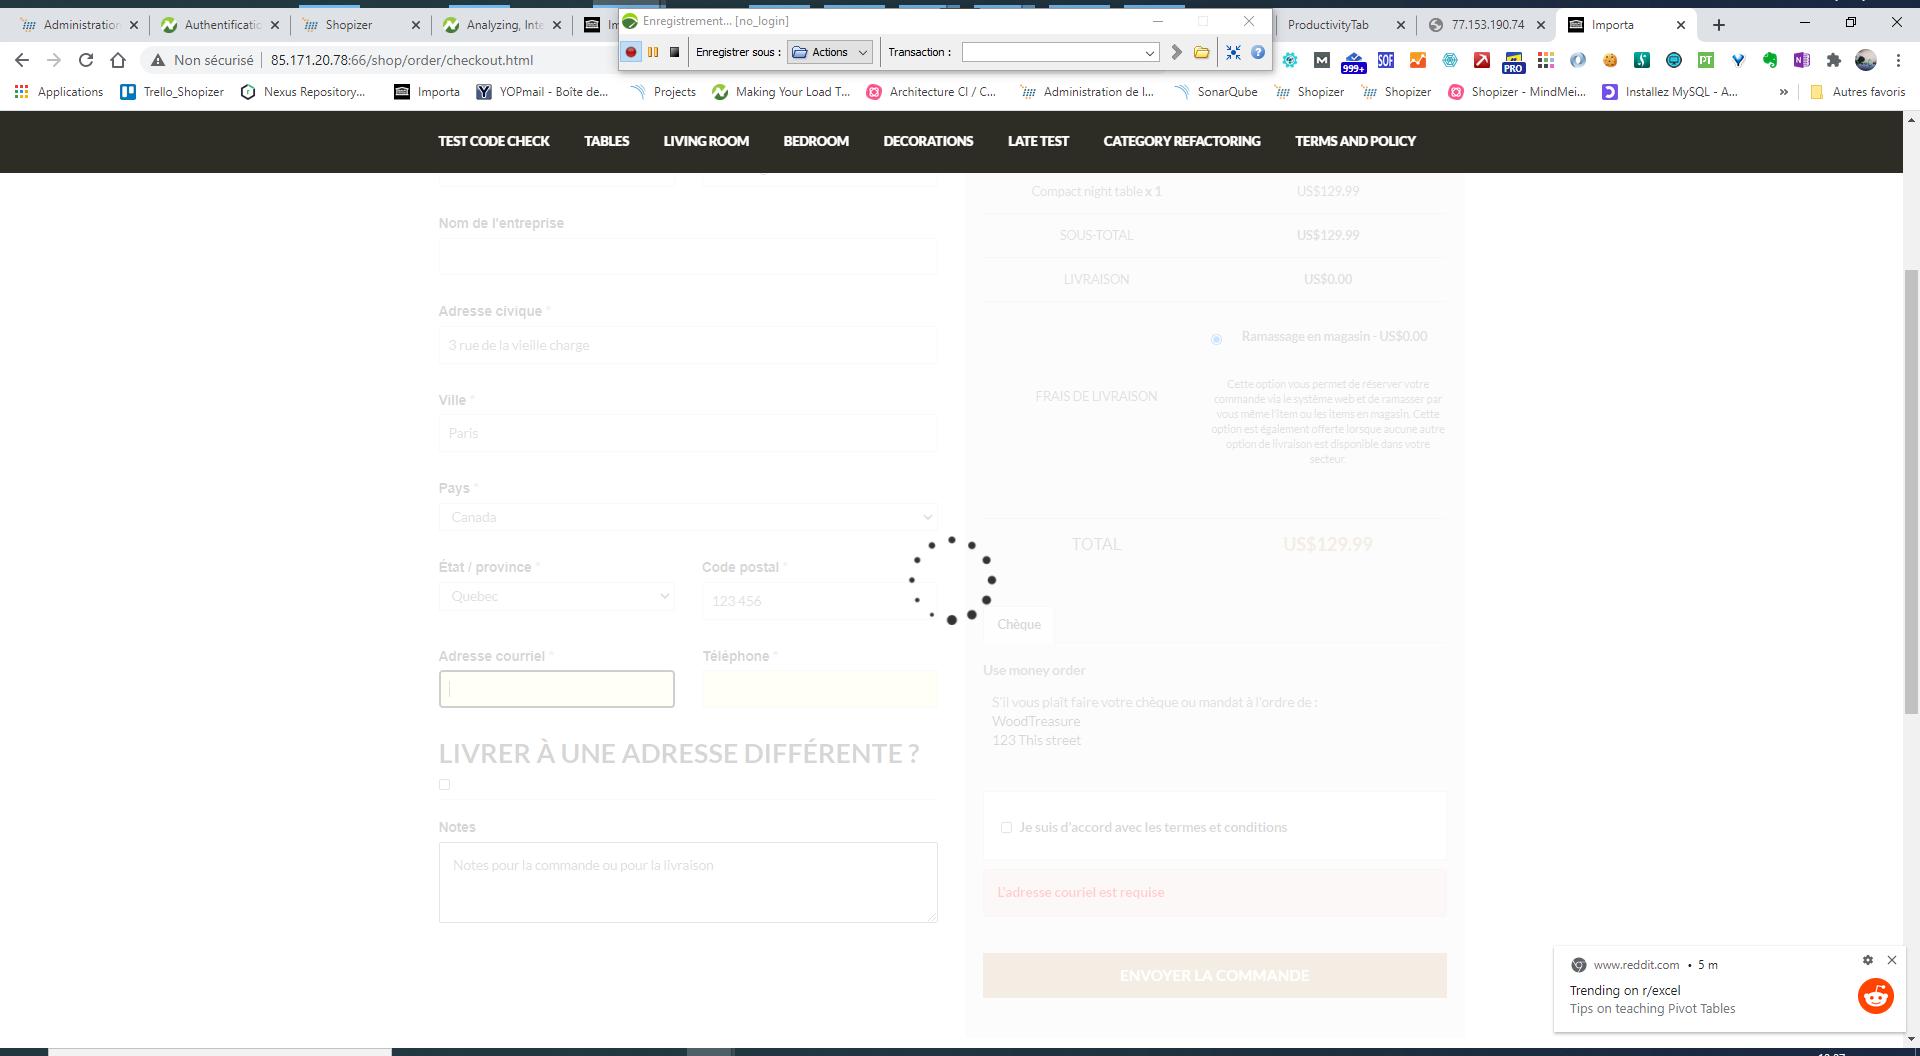 Administration
Authentificatio
Shopizer
Analyzing, Inte
Enregistrement... [no_login]
ProductivityTab
77.153.190.74
Importa
Enregistrer sous :
Actions
Transaction :
Non sécurisé
85.171.20.78:66/shop/order/checkout.html
999+
SOF
PRO
PT
Applications
Trello_Shopizer
Nexus Repository...
Importa
YOPmail - Boîte de...
Projects
Making Your Load T...
Architecture CI / C...
Administration de l...
SonarQube
Shopizer
Shopizer
Shopizer - MindMei...
Installez MySQL - A...
»
Autres favoris
TEST CODE CHECK
TABLES
LIVING ROOM
BEDROOM
DECORATIONS
LATE TEST
CATEGORY REFACTORING
TERMS AND POLICY
Nom de l'entreprise
Adresse civique *
3 rue de la vieille charge
Ville *
Paris
Pays *
Canada
État / province *
Code postal *
Quebec
123 456
Adresse courriel *
Téléphone *
LIVRER À UNE ADRESSE DIFFÉRENTE ?
Notes
Notes pour la commande ou pour la livraison
Compact night table x 1
US$129.99
SOUS-TOTAL
US$129.99
LIVRAISON
US$0.00
FRAIS DE LIVRAISON
Ramassage en magasin - US$0.00
Cette option vous permet de réserver votre
commande via le système web et de ramasser par
vous même l'item ou les items en magasin. Cette
option est également offerte lorsque aucune autre
option de livraison est disponible dans votre
secteur.
TOTAL
US$129.99
Chèque
Use money order
S'il vous plaît faire votre chèque ou mandat à l'ordre de :
WoodTreasure
123 This street
Je suis d'accord avec les termes et conditions
L'adresse couriel est requise
ENVOYER LA COMMANDE
www.reddit.com • 5 m
Trending on r/excel
Tips on teaching Pivot Tables